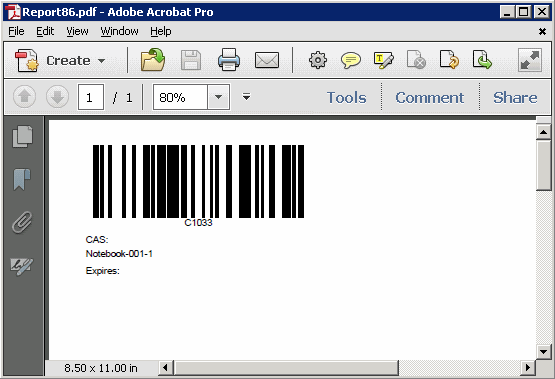 Report86.pdf - Adobe Acrobat Pro
File Edit View Window Help
Create
1 / 1 80% Tools Comment Share
C1033
CAS:
Notebook-001-1
Expires:
8.50 x 11.00 in